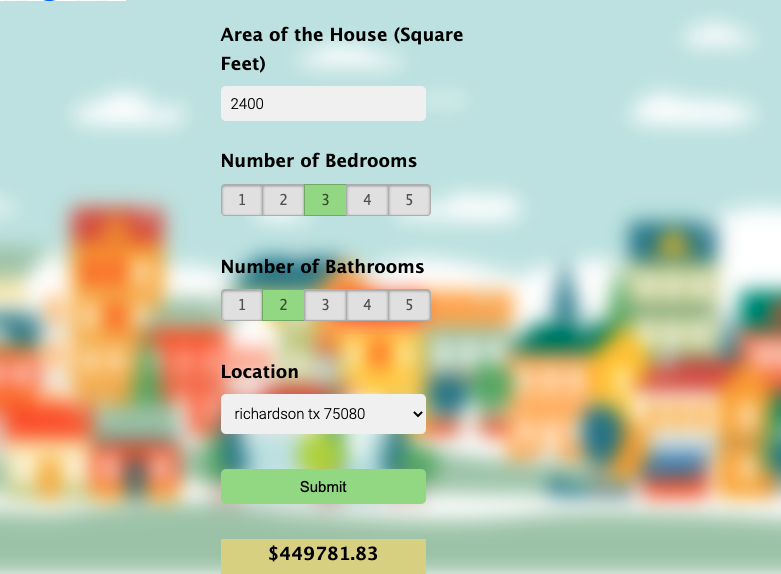 Area of the House (Square
Feet)
2400
Number of Bedrooms
1 2 3 4 5
Number of Bathrooms
1 2 3 4 5
Location
richardson tx 75080
Submit
$449781.83